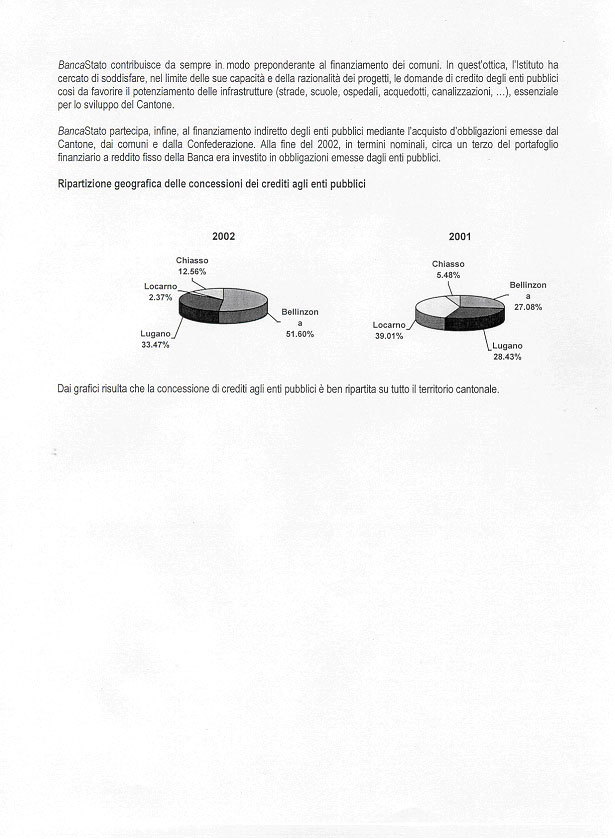 BancaStato contribuisce da sempre in modo preponderante al finanziamento dei comuni. In quest'ottica, l'Istituto ha
cercato di soddisfare, nel limite delle sue capacità e della razionalità dei progetti, le domande di credito degli enti pubblici
così da favorire il potenziamento delle infrastrutture (strade, scuole, ospedali, acquedotti, canalizzazioni, ...), essenziale
per lo sviluppo del Cantone.
BancaStato partecipa, infine, al finanziamento indiretto degli enti pubblici mediante l'acquisto d'obbligazioni emesse dal
Cantone, dai comuni e dalla Confederazione. Alla fine del 2002, in termini nominali, circa un terzo del portafoglio
finanziario a reddito fisso della Banca era investito in obbligazioni emesse dagli enti pubblici.
Ripartizione geografica delle concessioni dei crediti agli enti pubblici
2002
Chiasso
12.56%
Locarno
2.37%
Bellinzon
a
51.60%
Lugano
33.47%
2001
Chiasso
5.48%
Bellinzon
a
27.08%
Locarno
39.01%
Lugano
28.43%
Dai grafici risulta che la concessione di crediti agli enti pubblici è ben ripartita su tutto il territorio cantonale.